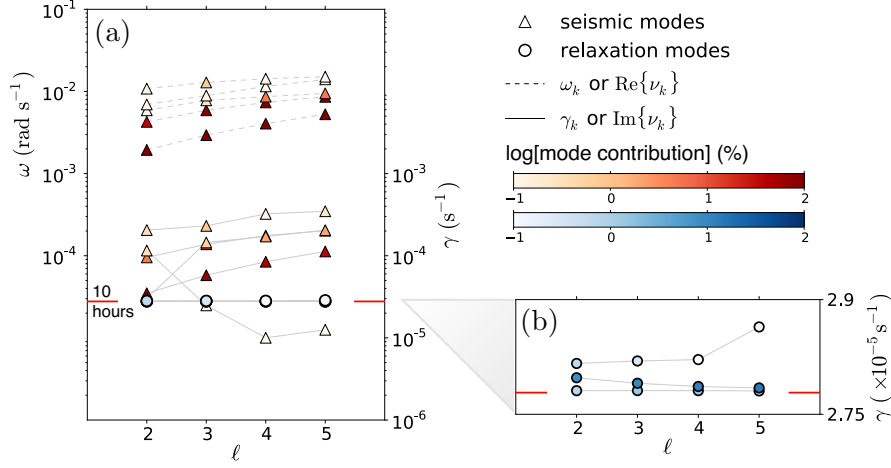 (a)
10⁻¹
10⁻²
10⁻³
10⁻⁴
ω (rad s⁻¹)
10
hours
10⁻³
10⁻⁴
10⁻⁵
10⁻⁶
γ (s⁻¹)
2 3 4 5
ℓ
seismic modes
relaxation modes
ω_k or Re{ν_k}
γ_k or Im{ν_k}
log[mode contribution] (%)
−1 0 1 2
−1 0 1 2
(b)
2.9
2.75
γ ( ×10⁻⁵ s⁻¹)
2 3 4 5
ℓ